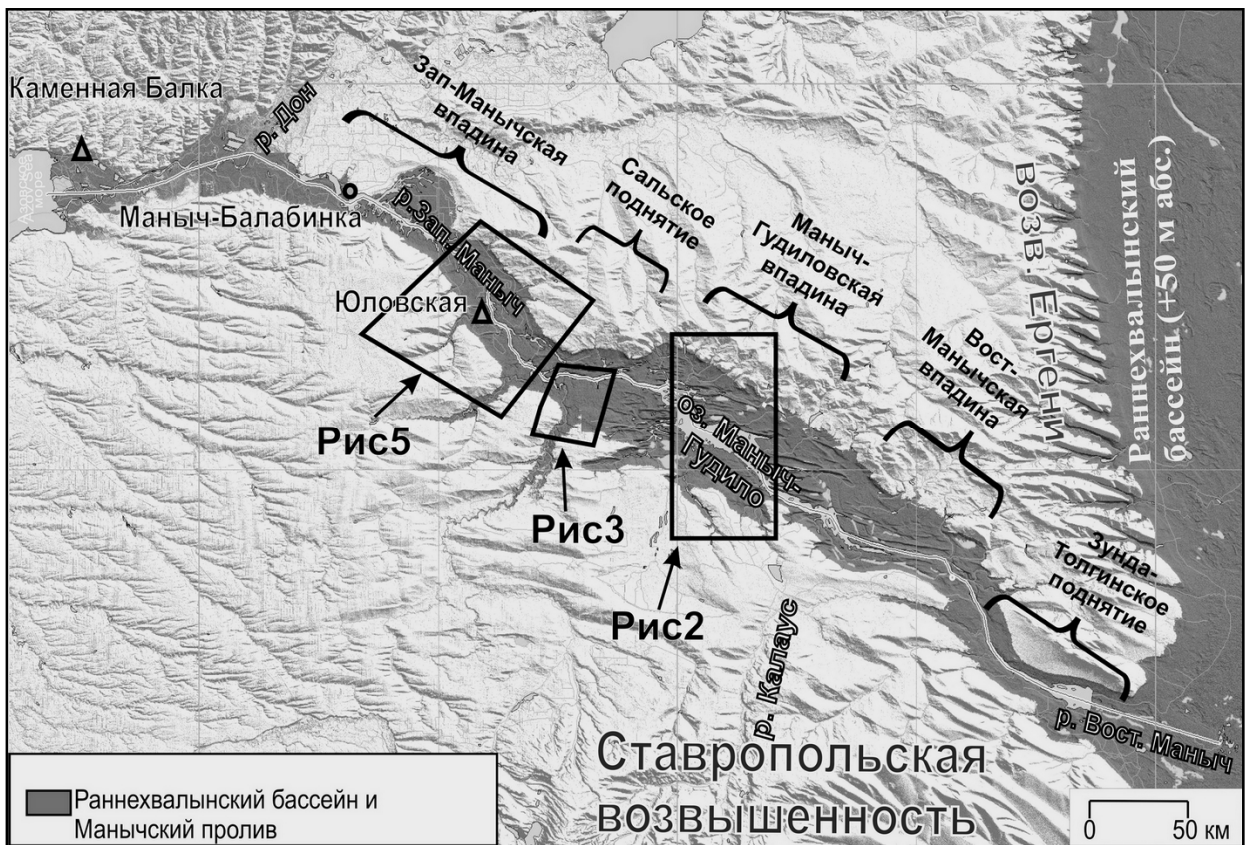 Каменная Балка
р. Дон
Зап-Манычская
впадина
Азовское
море
Маныч-Балабинка
р.Зап. Маныч
Сальское
поднятие
Маныч-
Гудиловская
впадина
возв. Ергени
Раннехвалынский
бассейн (+50 м абс.)
Юловская
Вост-
Манычская
впадина
Рис5
оз. Маныч-
Гудило
Рис3
Зунда-
Толгинское
поднятие
Рис2
р. Калаус
р. Вост. Маныч
Ставропольская
возвышенность
Раннехвалынский бассейн и
Манычский пролив
0 50 км